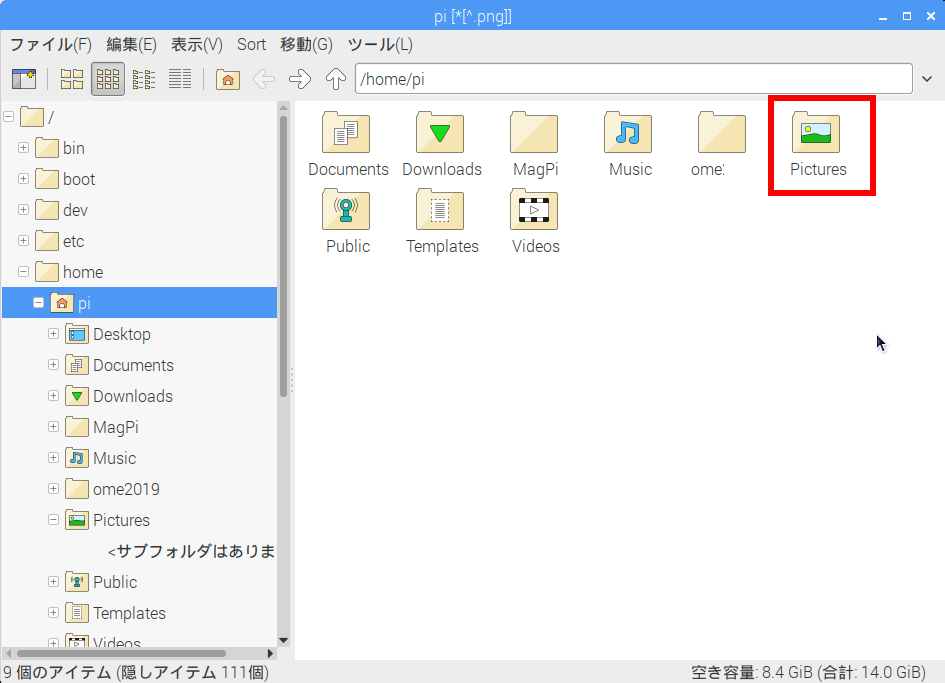 pi [*[^.png]]
ファイル(F) 編集(E) 表示(V) Sort 移動(G) ツール(L)
/home/pi
/
bin
boot
dev
etc
home
pi
Desktop
Documents
Downloads
MagPi
Music
ome2019
Pictures
<サブフォルダはありま
Public
Templates
Videos
Documents Downloads MagPi Music ome: Pictures
Public Templates Videos
9 個のアイテム (隠しアイテム 111個)
空き容量: 8.4 GiB (合計: 14.0 GiB)